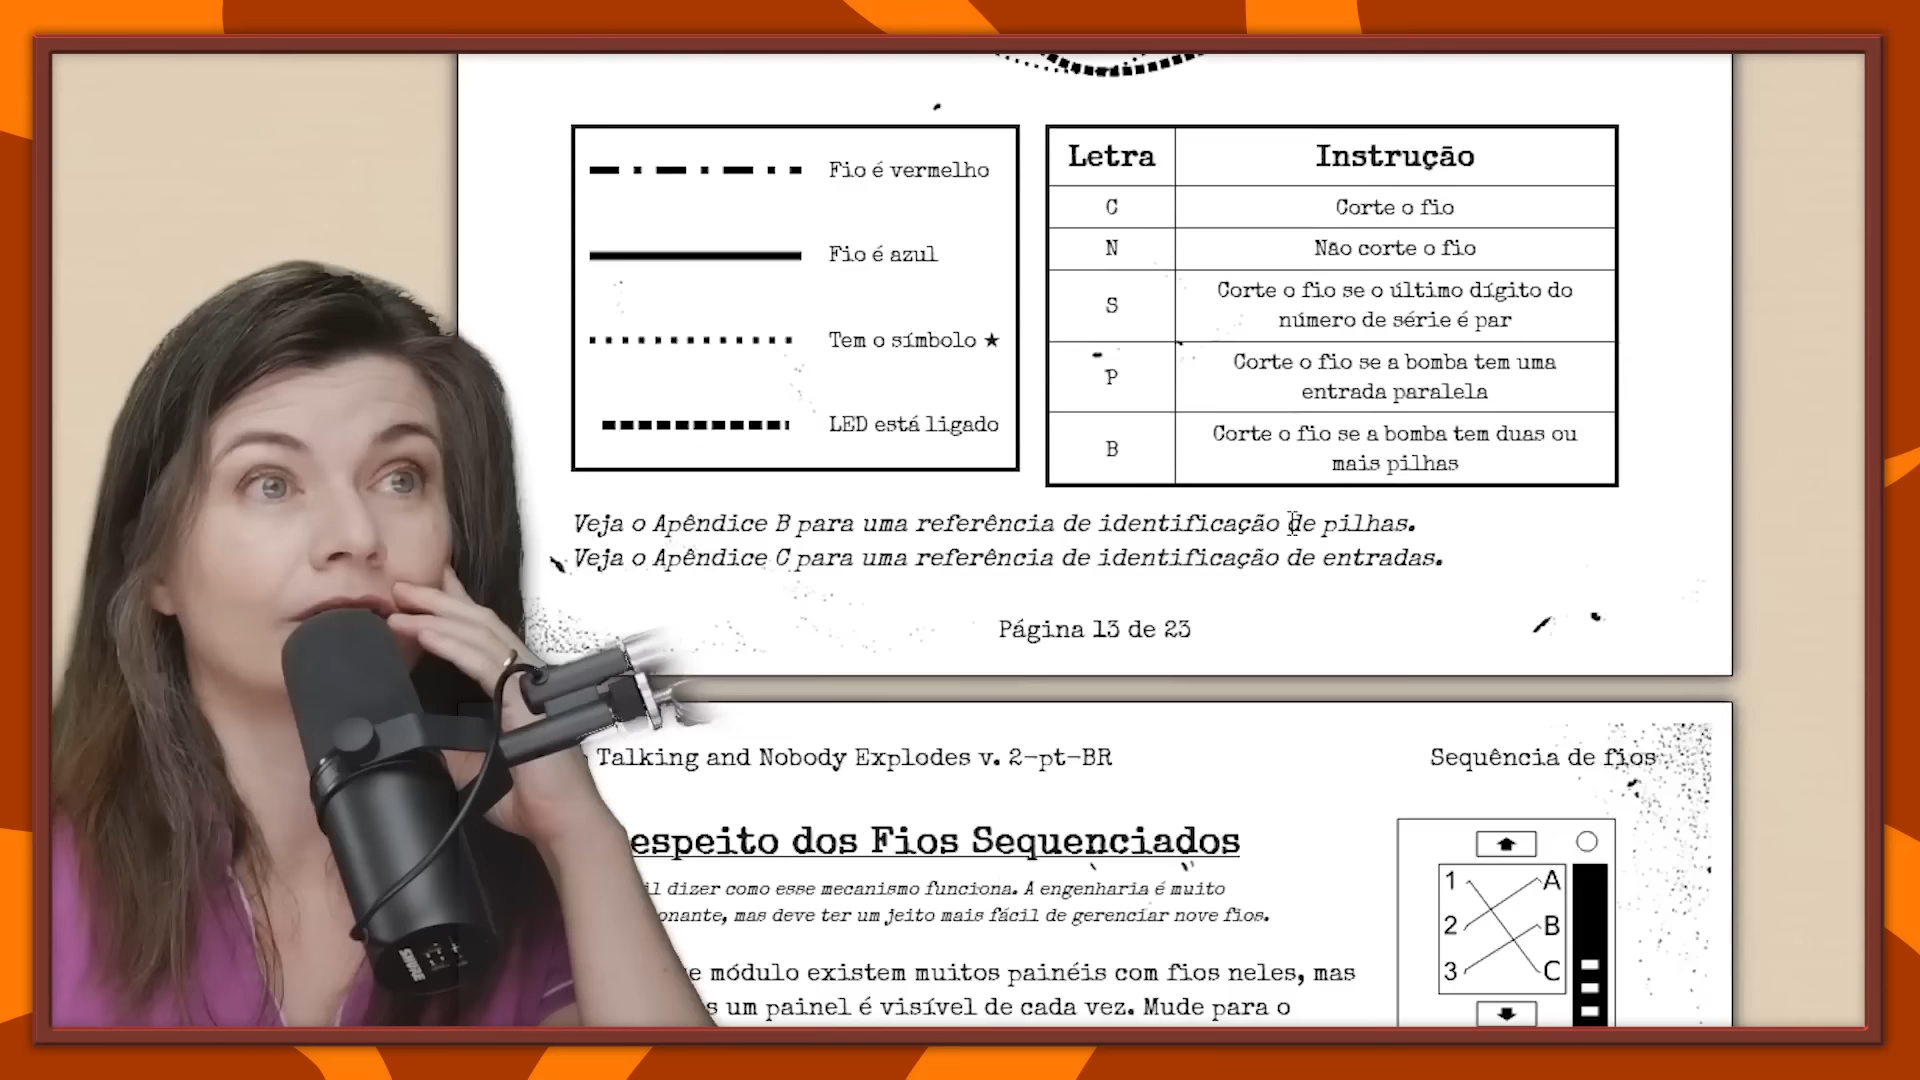 Fio é vermelho
Fio é azul
Tem o símbolo ★
LED está ligado
Letra Instrução
C Corte o fio
N Não corte o fio
S Corte o fio se o último dígito do
número de série é par
P Corte o fio se a bomba tem uma
entrada paralela
B Corte o fio se a bomba tem duas ou
mais pilhas
Veja o Apêndice B para uma referência de identificação de pilhas.
Veja o Apêndice C para uma referência de identificação de entradas.
Página 13 de 23
Talking and Nobody Explodes v. 2-pt-BR
Sequência de fios
dos Fios Sequenciados
dizer como esse mecanismo funciona. A engenharia é muito
mas deve ter um jeito mais fácil de gerenciar nove fios.
módulo existem muitos painéis com fios neles, mas
um painel é visível de cada vez. Mude para o
1 A
2 B
3 C
SHURE